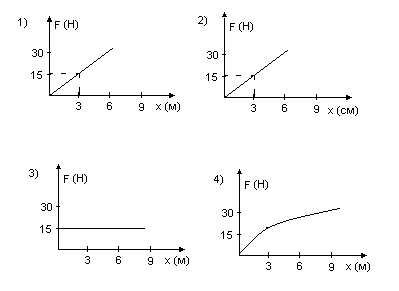 1) F (Н)
30
15
3 6 9 x (м)
2) F (Н)
30
15
3 6 9 x (см)
3) F (Н)
30
15
3 6 9 x (м)
4) F (Н)
30
15
3 6 9 x (м)